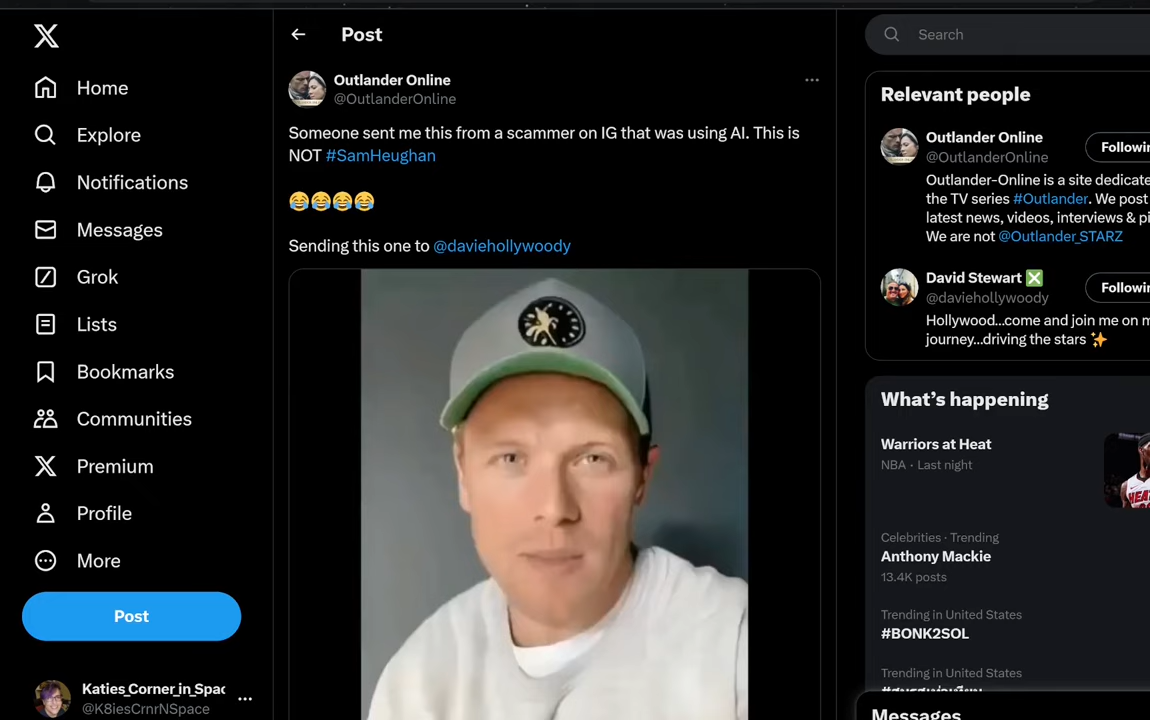 Post
Search
Home
Explore
Notifications
Messages
Grok
Lists
Bookmarks
Communities
Premium
Profile
More
Post
Katies_Corner_in_Spac
@K8iesCrnrNSpace
Outlander Online
@OutlanderOnline
Someone sent me this from a scammer on IG that was using AI. This is
NOT #SamHeughan
😂😂😂😂
Sending this one to @daviehollywoody
Relevant people
Outlander Online
@OutlanderOnline
Followin
Outlander-Online is a site dedicate
the TV series #Outlander. We post
latest news, videos, interviews & pi
We are not @Outlander_STARZ
David Stewart ❎
@daviehollywoody
Followin
Hollywood...come and join me on m
journey...driving the stars ✨
What's happening
Warriors at Heat
NBA · Last night
HEA
Celebrities · Trending
Anthony Mackie
13.4K posts
Trending in United States
#BONK2SOL
Trending in United States
Messages